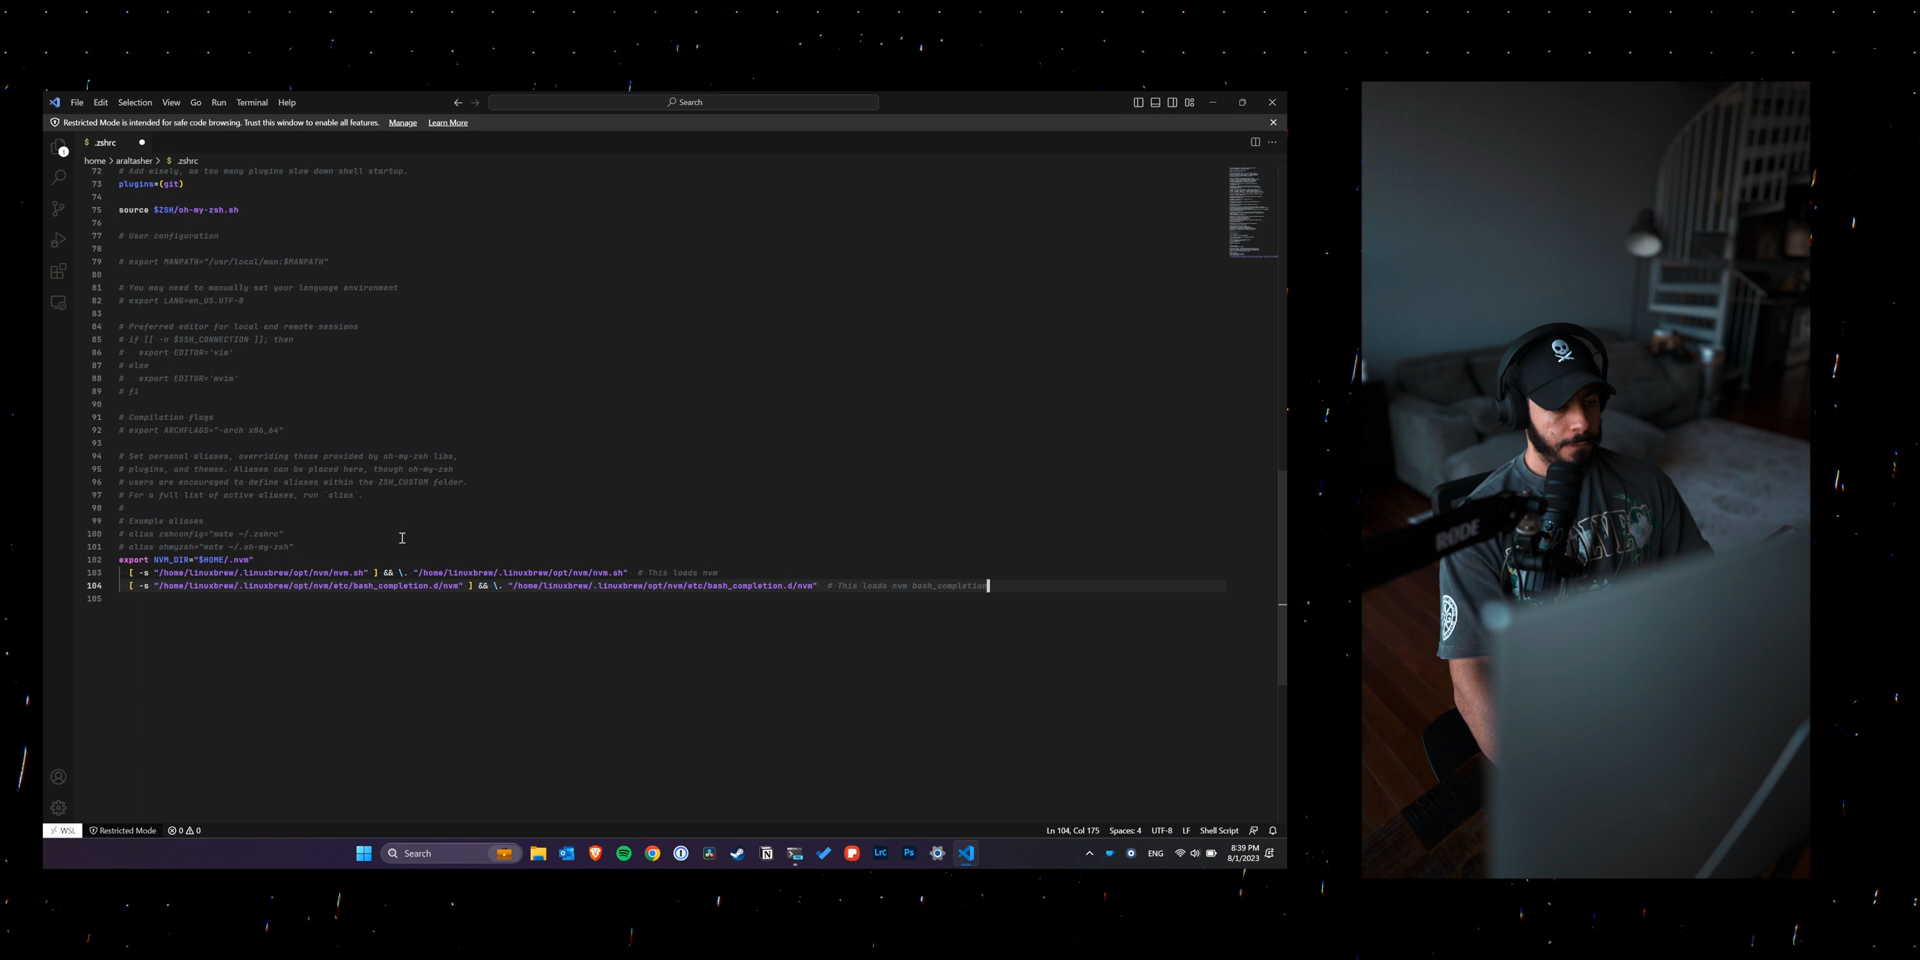 File Edit Selection View Go Run Terminal Help
Search
Restricted Mode is intended for safe code browsing. Trust this window to enable all features. Manage Learn More
1
$ .zshrc
home > araltasher > $ .zshrc
72 # Add wisely, as too many plugins slow down shell startup.
73 plugins=(git)
74
75 source $ZSH/oh-my-zsh.sh
76
77 # User configuration
78
79 # export MANPATH="/usr/local/man:$MANPATH"
80
81 # You may need to manually set your language environment
82 # export LANG=en_US.UTF-8
83
84 # Preferred editor for local and remote sessions
85 # if [[ -n $SSH_CONNECTION ]]; then
86 #   export EDITOR='vim'
87 # else
88 #   export EDITOR='mvim'
89 # fi
90
91 # Compilation flags
92 # export ARCHFLAGS="-arch x86_64"
93
94 # Set personal aliases, overriding those provided by oh-my-zsh libs,
95 # plugins, and themes. Aliases can be placed here, though oh-my-zsh
96 # users are encouraged to define aliases within the ZSH_CUSTOM folder.
97 # For a full list of active aliases, run `alias`.
98 #
99 # Example aliases
100 # alias zshconfig="mate ~/.zshrc"
101 # alias ohmyzsh="mate ~/.oh-my-zsh"
102 export NVM_DIR="$HOME/.nvm"
103   [ -s "/home/linuxbrew/.linuxbrew/opt/nvm/nvm.sh" ] && \. "/home/linuxbrew/.linuxbrew/opt/nvm/nvm.sh"  # This loads nvm
104   [ -s "/home/linuxbrew/.linuxbrew/opt/nvm/etc/bash_completion.d/nvm" ] && \. "/home/linuxbrew/.linuxbrew/opt/nvm/etc/bash_completion.d/nvm"  # This loads nvm bash_completion
105
WSL Restricted Mode 0 0 Ln 104, Col 175 Spaces: 4 UTF-8 LF Shell Script
Search LrC Ps ENG 8:39 PM
8/1/2023
RODE